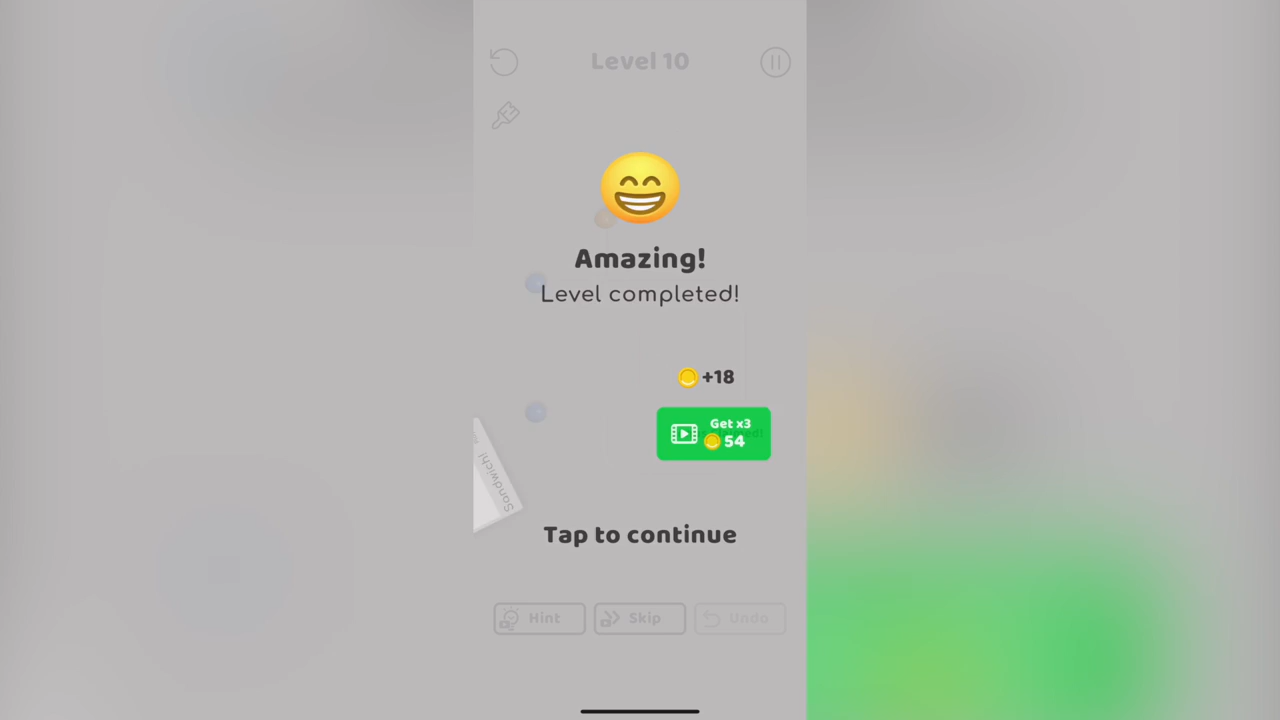 Level 10
Amazing!
Level completed!
+18
Get x3
54
Sandwich!
Tap to continue
Hint
Skip
Undo